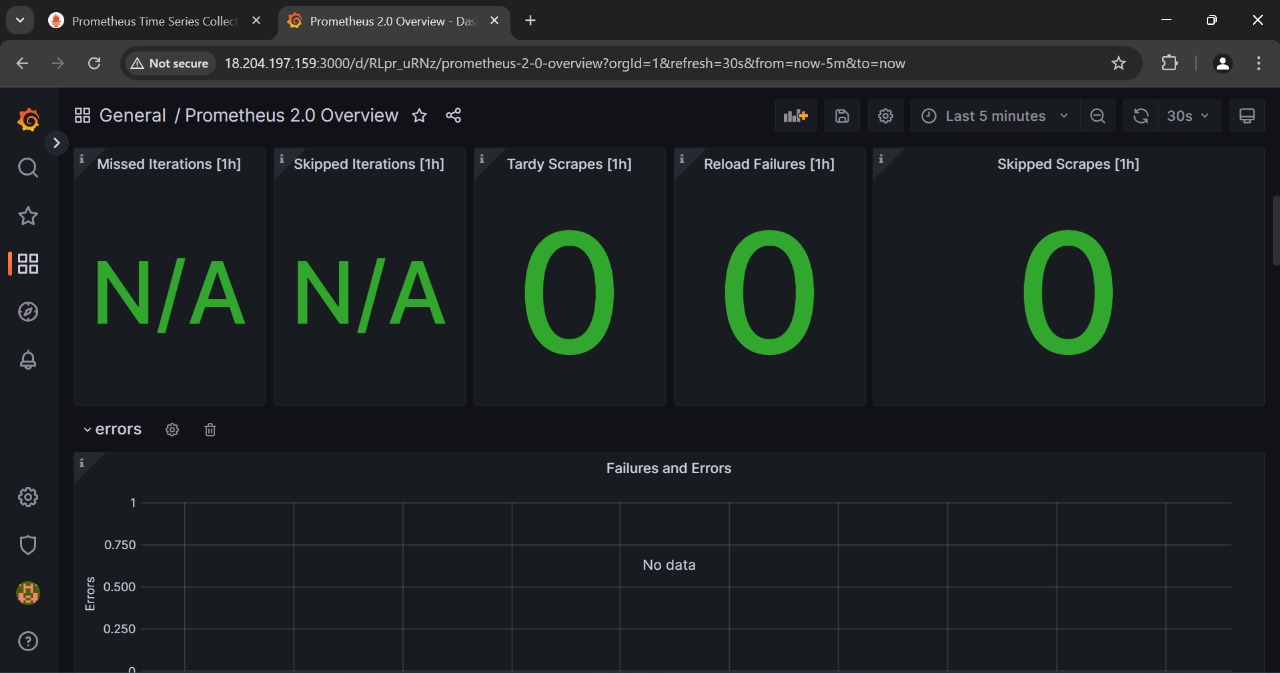 Prometheus Time Series Collect
Prometheus 2.0 Overview - Das
Not secure
18.204.197.159:3000/d/RLpr_uRNz/prometheus-2-0-overview?orgId=1&refresh=30s&from=now-5m&to=now
General / Prometheus 2.0 Overview
Last 5 minutes
30s
Missed Iterations [1h]
Skipped Iterations [1h]
Tardy Scrapes [1h]
Reload Failures [1h]
Skipped Scrapes [1h]
N/A
N/A
0
0
0
errors
Failures and Errors
1
0.750
No data
0.500
Errors
0.250
0